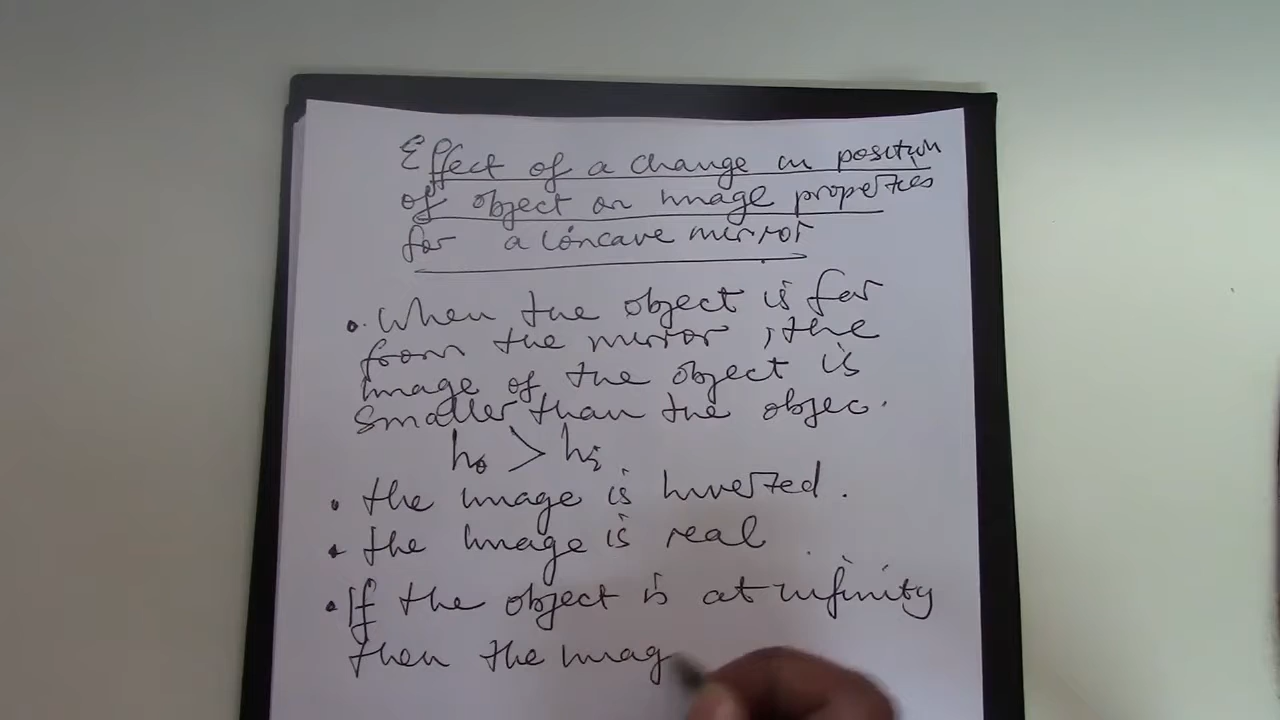 Effect of a change in position
of object on image properties
for a concave mirror
• When the object is far
from the mirror, the
image of the object is
smaller than the objec.
ho > hi
• the image is inverted.
• the image is real
• If the object is at infinity
then the imag